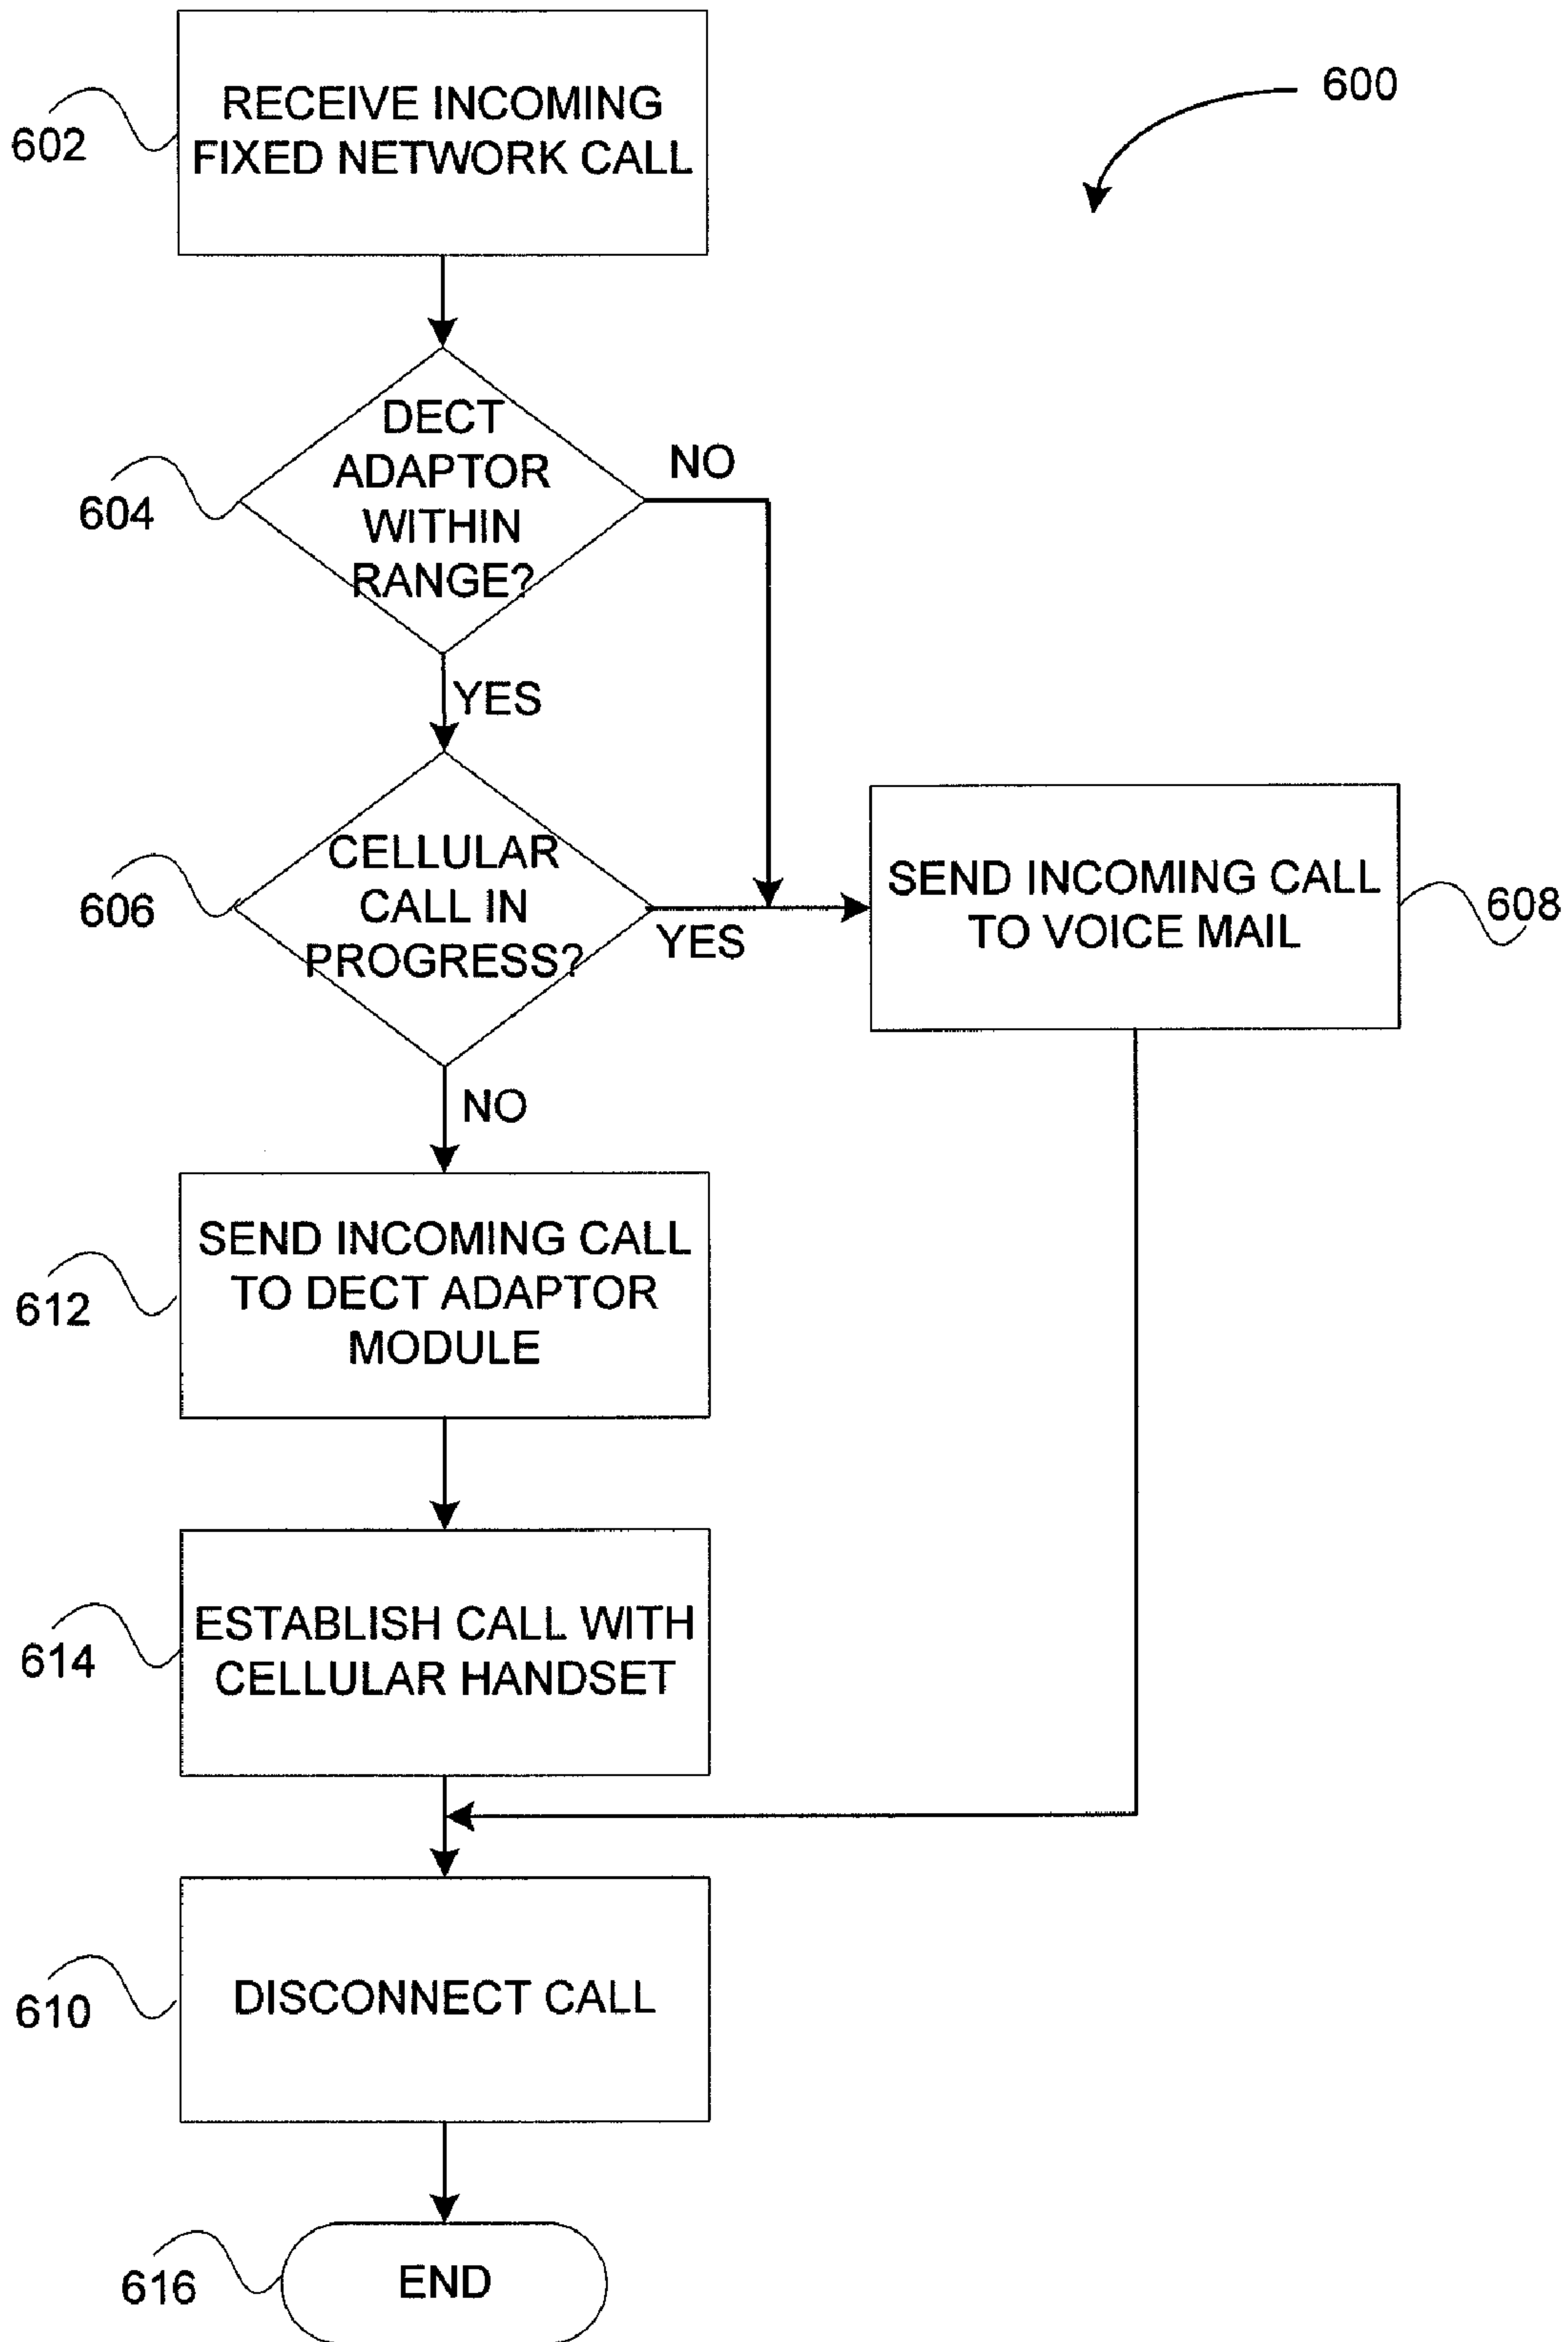 600
602
RECEIVE INCOMING
FIXED NETWORK CALL
604
DECT
ADAPTOR
WITHIN
RANGE?
NO
YES
606
CELLULAR
CALL IN
PROGRESS?
YES
SEND INCOMING CALL
TO VOICE MAIL
608
NO
612
SEND INCOMING CALL
TO DECT ADAPTOR
MODULE
614
ESTABLISH CALL WITH
CELLULAR HANDSET
610
DISCONNECT CALL
616
END